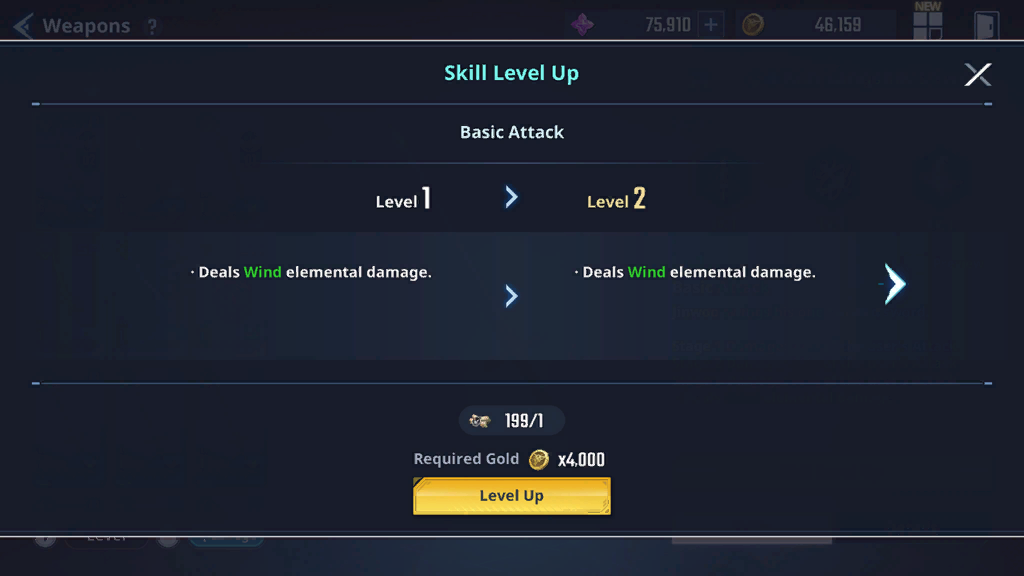 Weapons ?
75,910 +
46,159
NEW
Skill Level Up
Basic Attack
Level 1
Level 2
· Deals Wind elemental damage.
· Deals Wind elemental damage.
199/1
Required Gold x4,000
Level Up